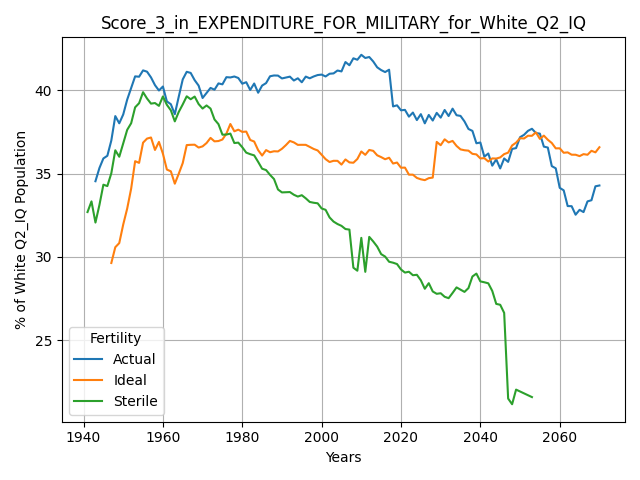 Score_3_in_EXPENDITURE_FOR_MILITARY_for_White_Q2_IQ
% of White Q2_IQ Population
40
35
30
25
Fertility
Actual
Ideal
Sterile
1940 1960 1980 2000 2020 2040 2060
Years